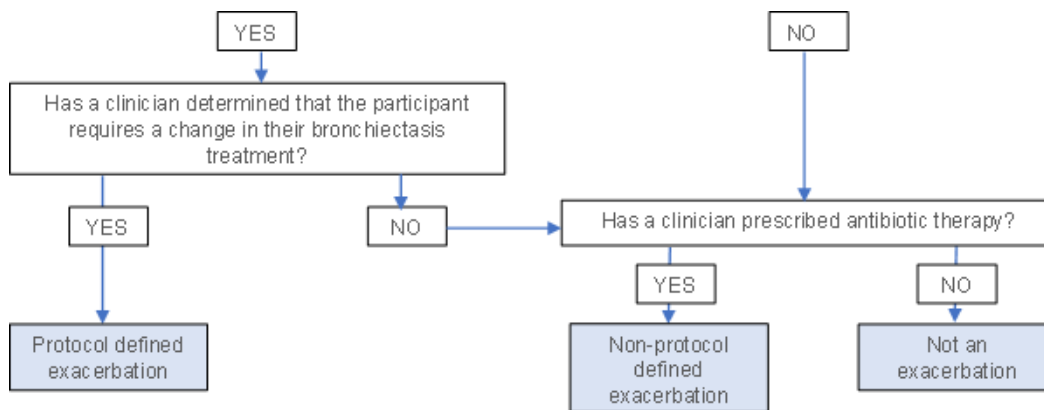 YES
NO
Has a clinician determined that the participant
requires a change in their bronchiectasis
treatment?
YES
NO
Has a clinician prescribed antibiotic therapy?
YES
NO
Protocol defined
exacerbation
Non-protocol
defined
exacerbation
Not an
exacerbation